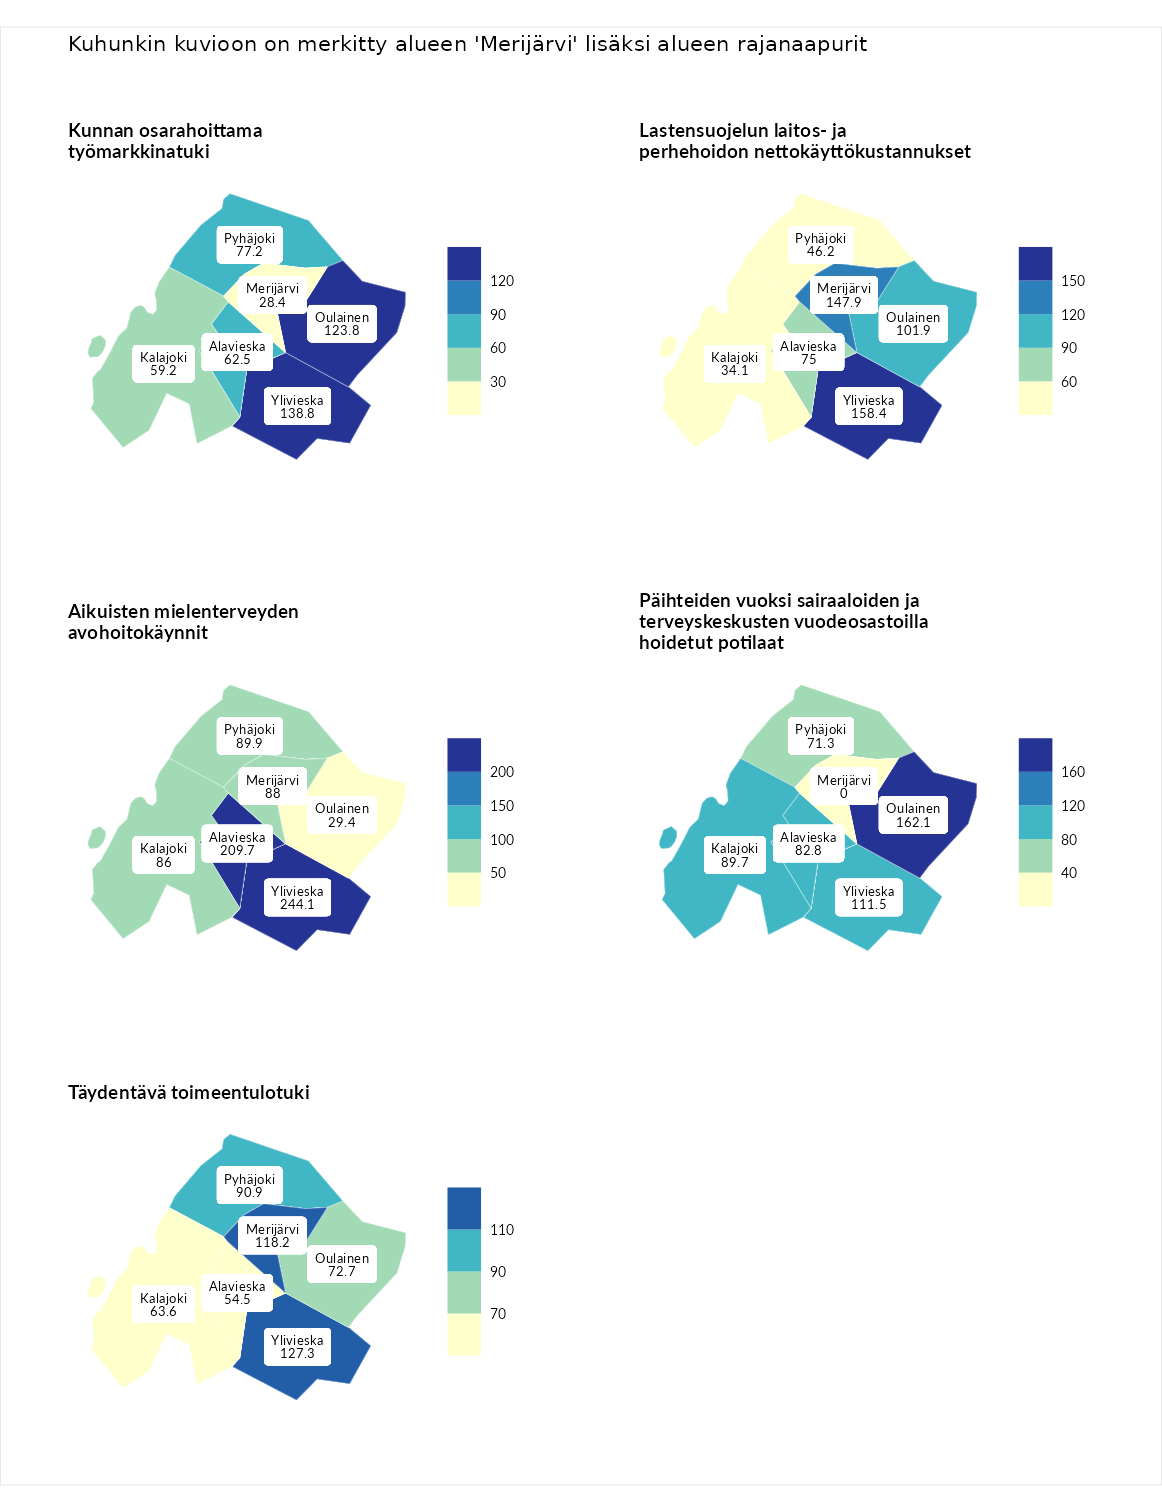 Kuhunkin kuvioon on merkitty alueen 'Merijärvi' lisäksi alueen rajanaapurit
Kunnan osarahoittama
työmarkkinatuki
Pyhäjoki
77.2
Merijärvi
28.4
Oulainen
123.8
Alavieska
62.5
Kalajoki
59.2
Ylivieska
138.8
120
90
60
30
Lastensuojelun laitos- ja
perhehoidon nettokäyttökustannukset
Pyhäjoki
46.2
Merijärvi
147.9
Oulainen
101.9
Alavieska
75
Kalajoki
34.1
Ylivieska
158.4
150
120
90
60
Aikuisten mielenterveyden
avohoitokäynnit
Pyhäjoki
89.9
Merijärvi
88
Oulainen
29.4
Alavieska
209.7
Kalajoki
86
Ylivieska
244.1
200
150
100
50
Päihteiden vuoksi sairaaloiden ja
terveyskeskusten vuodeosastoilla
hoidetut potilaat
Pyhäjoki
71.3
Merijärvi
0
Oulainen
162.1
Alavieska
82.8
Kalajoki
89.7
Ylivieska
111.5
160
120
80
40
Täydentävä toimeentulotuki
Pyhäjoki
90.9
Merijärvi
118.2
Oulainen
72.7
Alavieska
54.5
Kalajoki
63.6
Ylivieska
127.3
110
90
70